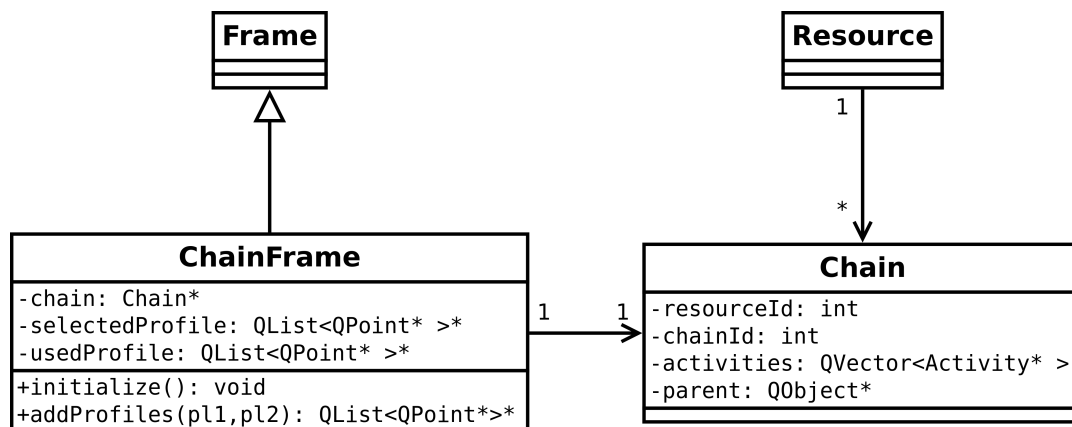 Frame
Resource
1
*
ChainFrame
-chain: Chain*
-selectedProfile: QList<QPoint* >*
-usedProfile: QList<QPoint* >*
+initialize(): void
+addProfiles(pl1,pl2): QList<QPoint*>*
1
1
Chain
-resourceId: int
-chainId: int
-activities: QVector<Activity* >
-parent: QObject*